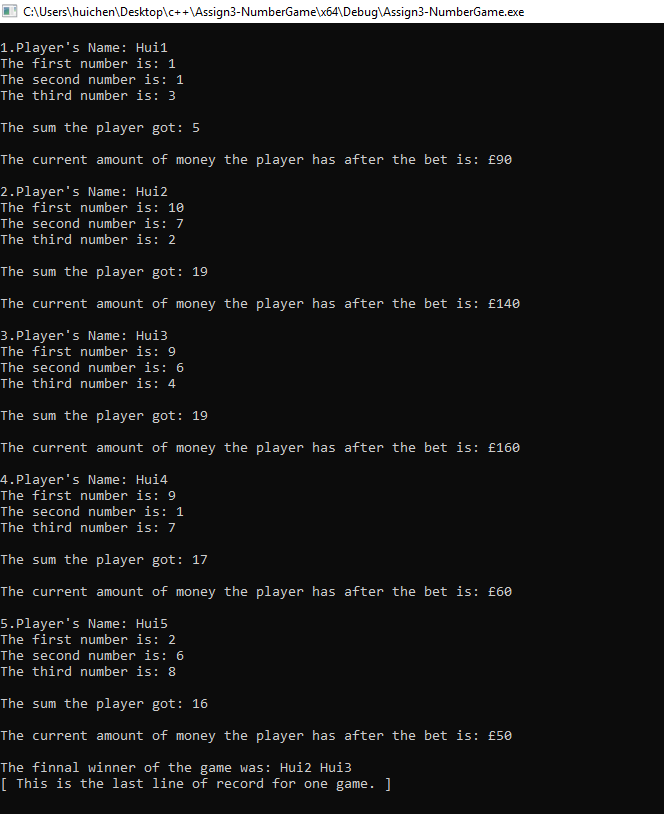 C:\Users\huichen\Desktop\c++\Assign3-NumberGame\x64\Debug\Assign3-NumberGame.exe
1.Player's Name: Hui1
The first number is: 1
The second number is: 1
The third number is: 3
The sum the player got: 5
The current amount of money the player has after the bet is: £90
2.Player's Name: Hui2
The first number is: 10
The second number is: 7
The third number is: 2
The sum the player got: 19
The current amount of money the player has after the bet is: £140
3.Player's Name: Hui3
The first number is: 9
The second number is: 6
The third number is: 4
The sum the player got: 19
The current amount of money the player has after the bet is: £160
4.Player's Name: Hui4
The first number is: 9
The second number is: 1
The third number is: 7
The sum the player got: 17
The current amount of money the player has after the bet is: £60
5.Player's Name: Hui5
The first number is: 2
The second number is: 6
The third number is: 8
The sum the player got: 16
The current amount of money the player has after the bet is: £50
The finnal winner of the game was: Hui2 Hui3
[ This is the last line of record for one game. ]